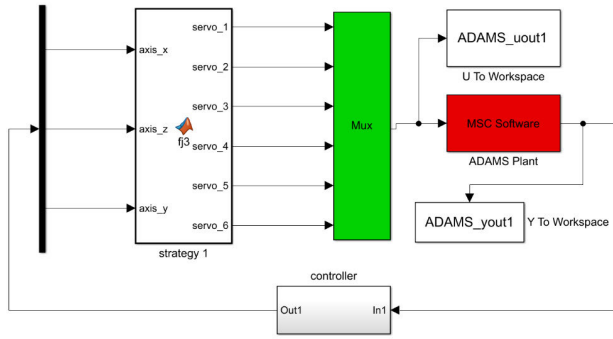 servo_1
ADAMS_uout1
axis_x
servo_2
U To Workspace
servo_3
axis_z
fj3
Mux
MSC Software
servo_4
ADAMS Plant
servo_5
axis_y
servo_6
ADAMS_yout1
Y To Workspace
strategy 1
controller
Out1
In1